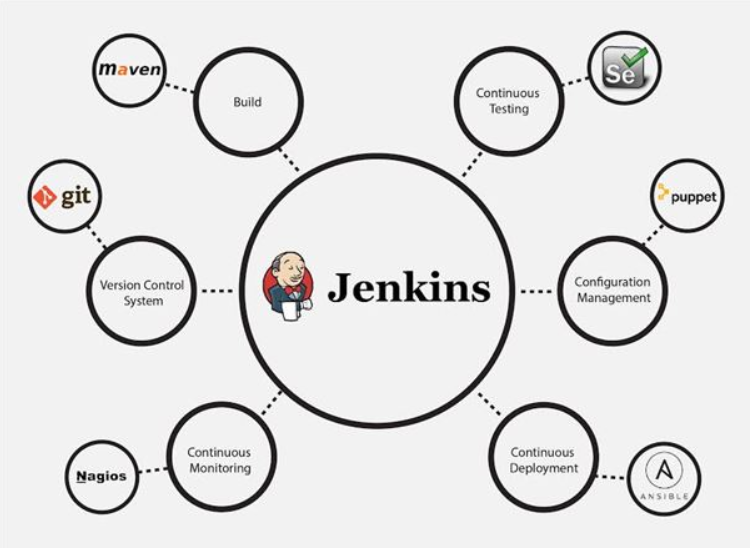 maven
Build
Continuous
Testing
Se
git
puppet
Version Control
System
Jenkins
Configuration
Management
Continuous
Monitoring
Nagios
Continuous
Deployment
A
ANSIBLE